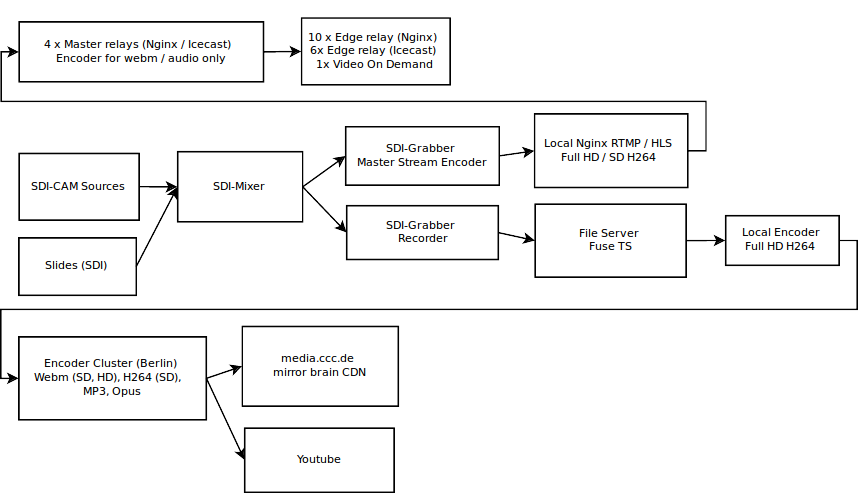 4 x Master relays (Nginx / Icecast)
Encoder for webm / audio only
10 x Edge relay (Nginx)
6x Edge relay (Icecast)
1x Video On Demand
SDI-CAM Sources
Slides (SDI)
SDI-Mixer
SDI-Grabber
Master Stream Encoder
Local Nginx RTMP / HLS
Full HD / SD H264
SDI-Grabber
Recorder
File Server
Fuse TS
Local Encoder
Full HD H264
Encoder Cluster (Berlin)
Webm (SD, HD), H264 (SD),
MP3, Opus
media.ccc.de
mirror brain CDN
Youtube